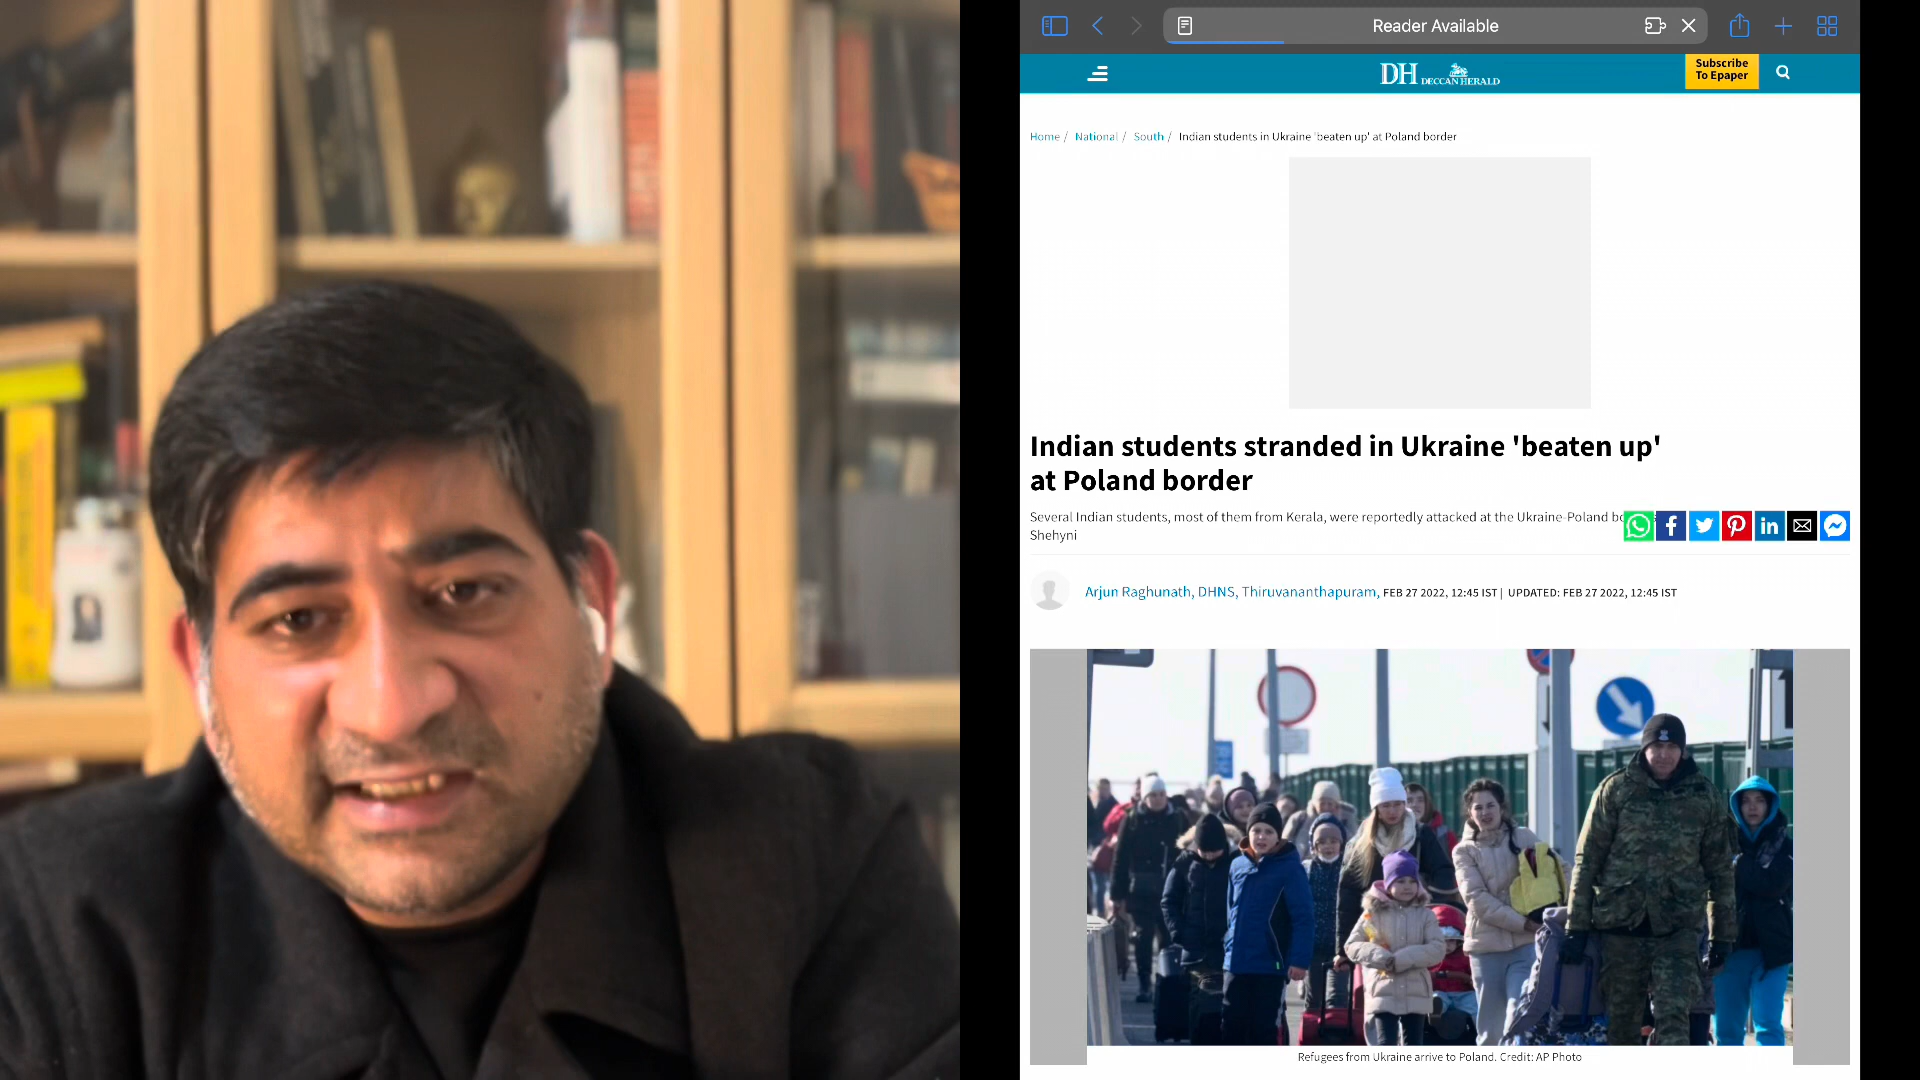 Reader Available
DH DECCAN HERALD
Subscribe
To Epaper
Home / National / South / Indian students in Ukraine 'beaten up' at Poland border
Indian students stranded in Ukraine 'beaten up'
at Poland border
Several Indian students, most of them from Kerala, were reportedly attacked at the Ukraine-Poland
Shehyni
Arjun Raghunath, DHNS, Thiruvananthapuram, FEB 27 2022, 12:45 IST | UPDATED: FEB 27 2022, 12:45 IST
Refugees from Ukraine arrive to Poland. Credit: AP Photo